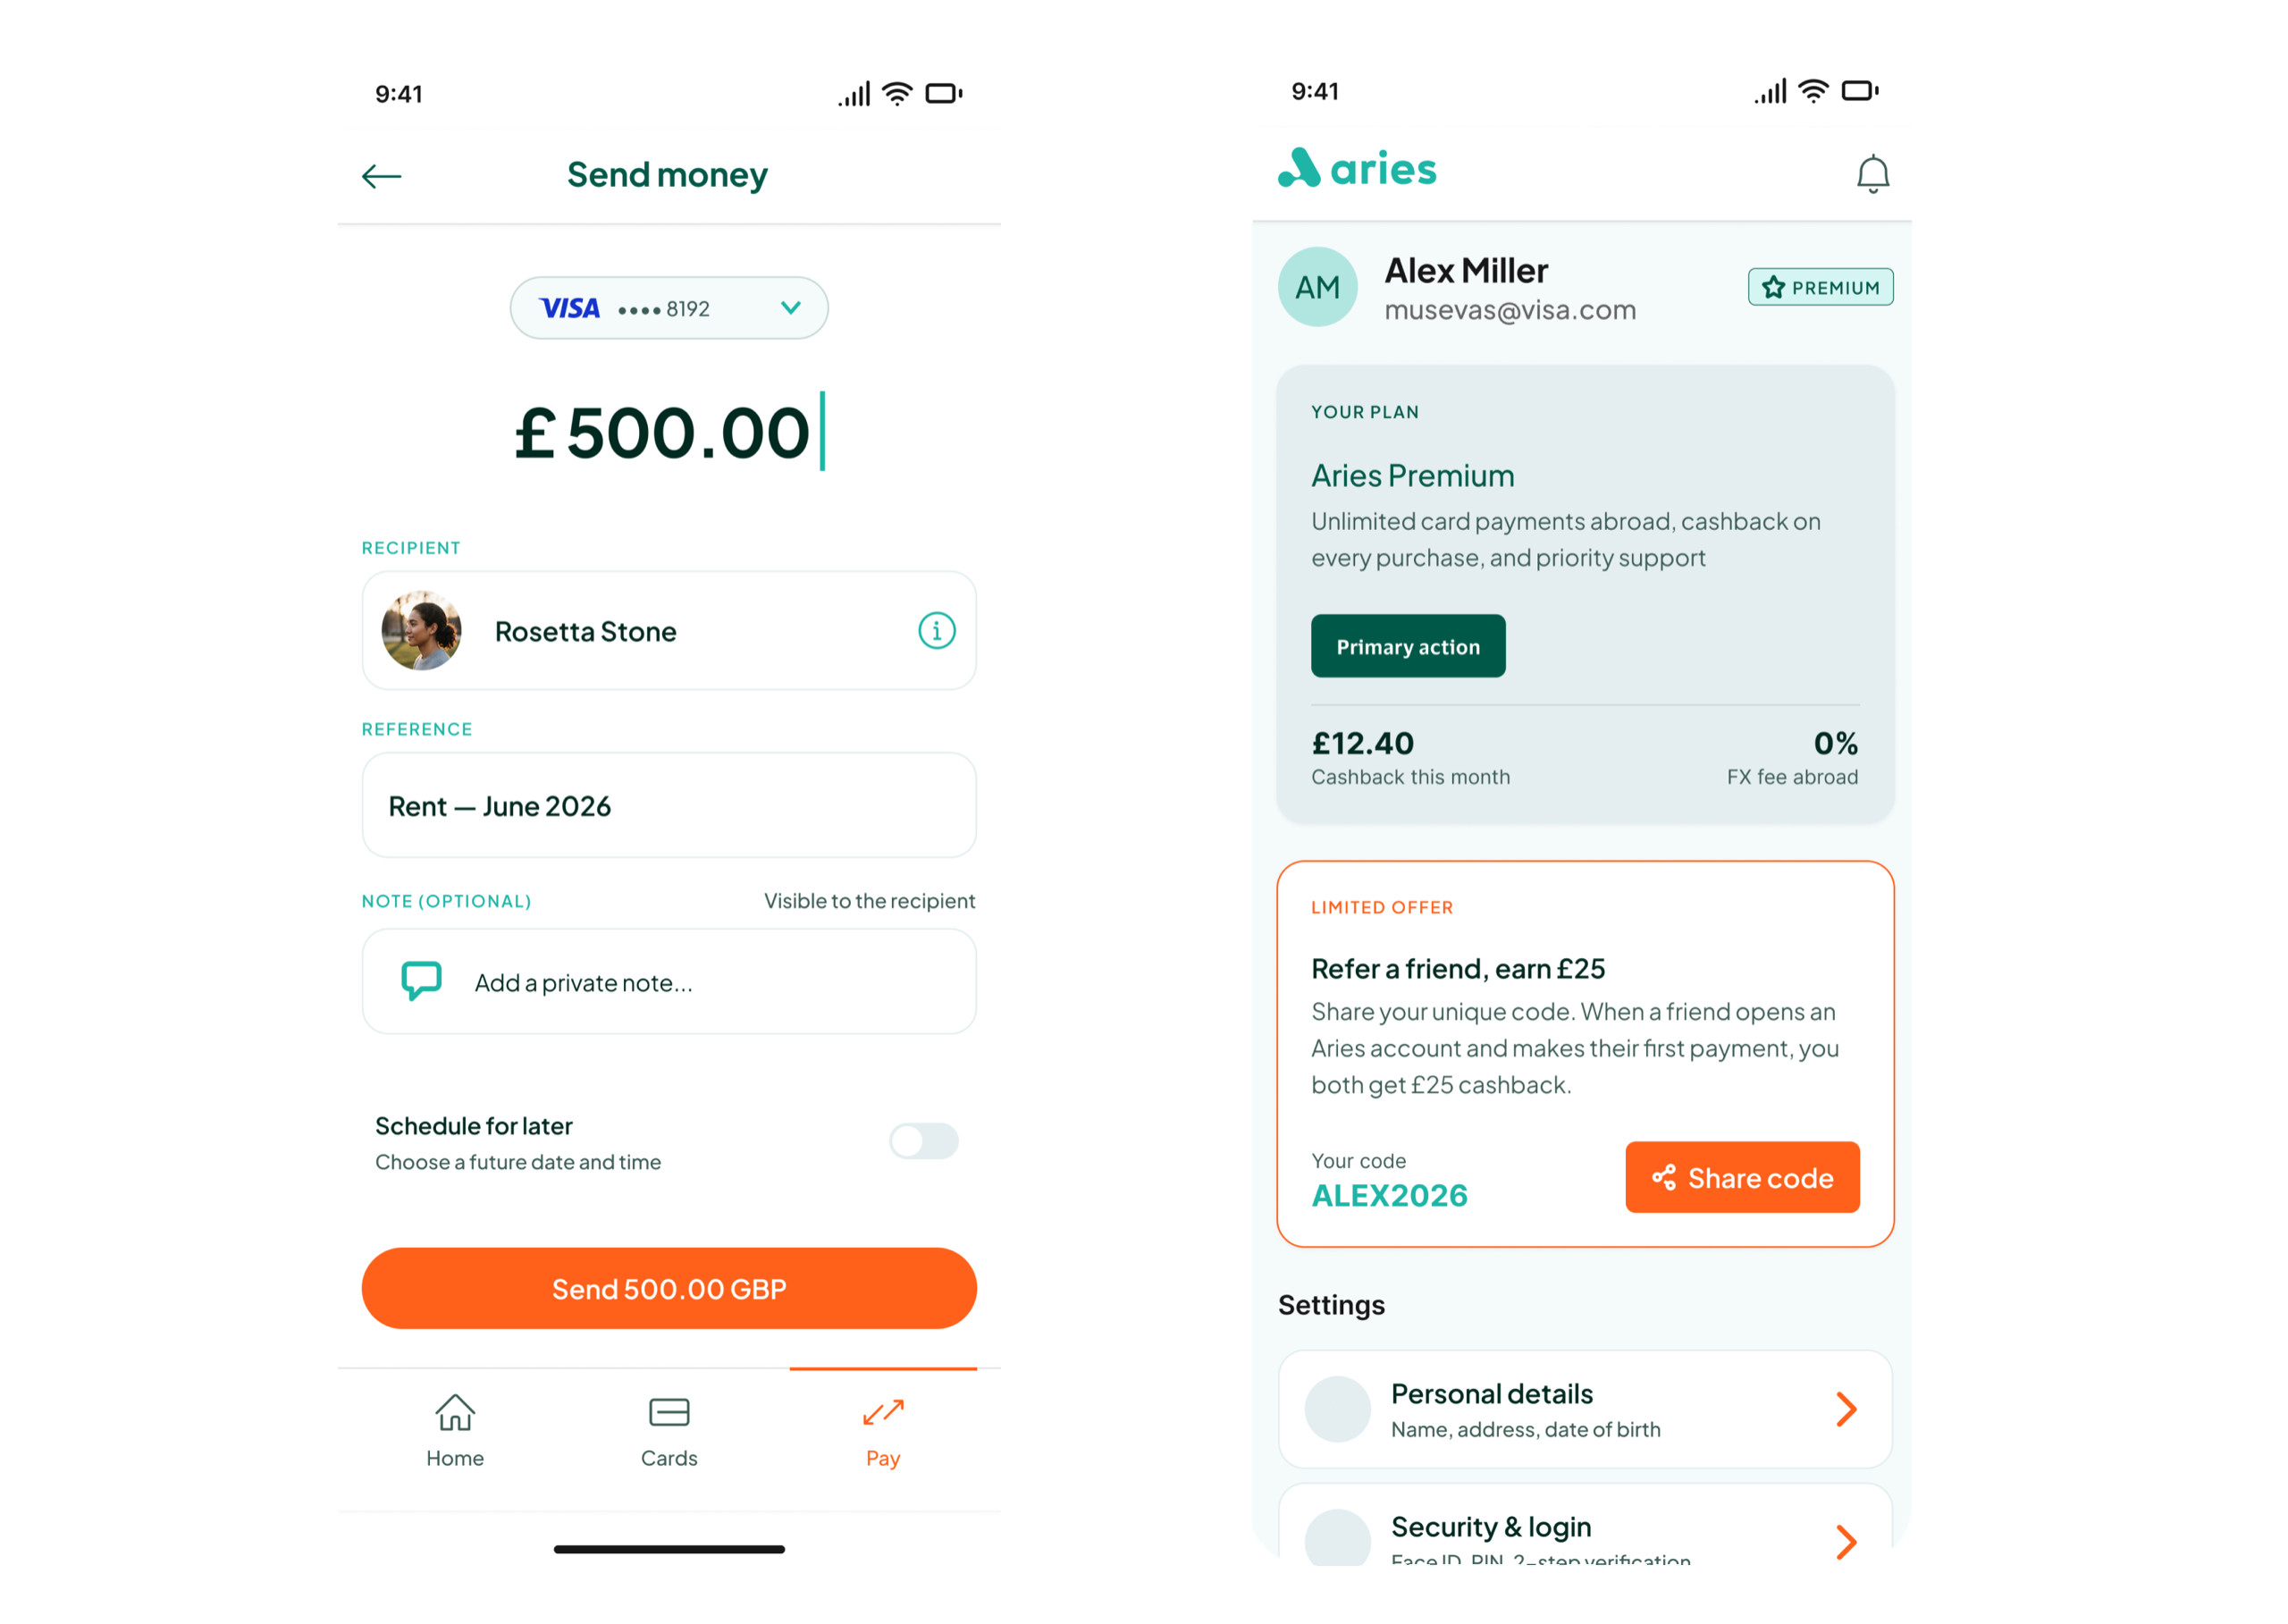 9:41
Send money
VISA •••• 8192
£500.00
RECIPIENT
Rosetta Stone
REFERENCE
Rent — June 2026
NOTE (OPTIONAL) Visible to the recipient
Add a private note...
Schedule for later
Choose a future date and time
Send 500.00 GBP
Home Cards Pay
9:41
aries
AM
Alex Miller
musevas@visa.com
PREMIUM
YOUR PLAN
Aries Premium
Unlimited card payments abroad, cashback on
every purchase, and priority support
Primary action
£12.40 0%
Cashback this month FX fee abroad
LIMITED OFFER
Refer a friend, earn £25
Share your unique code. When a friend opens an
Aries account and makes their first payment, you
both get £25 cashback.
Your code
ALEX2026
Share code
Settings
Personal details
Name, address, date of birth
Security & login
Face ID, PIN, 2-step verification